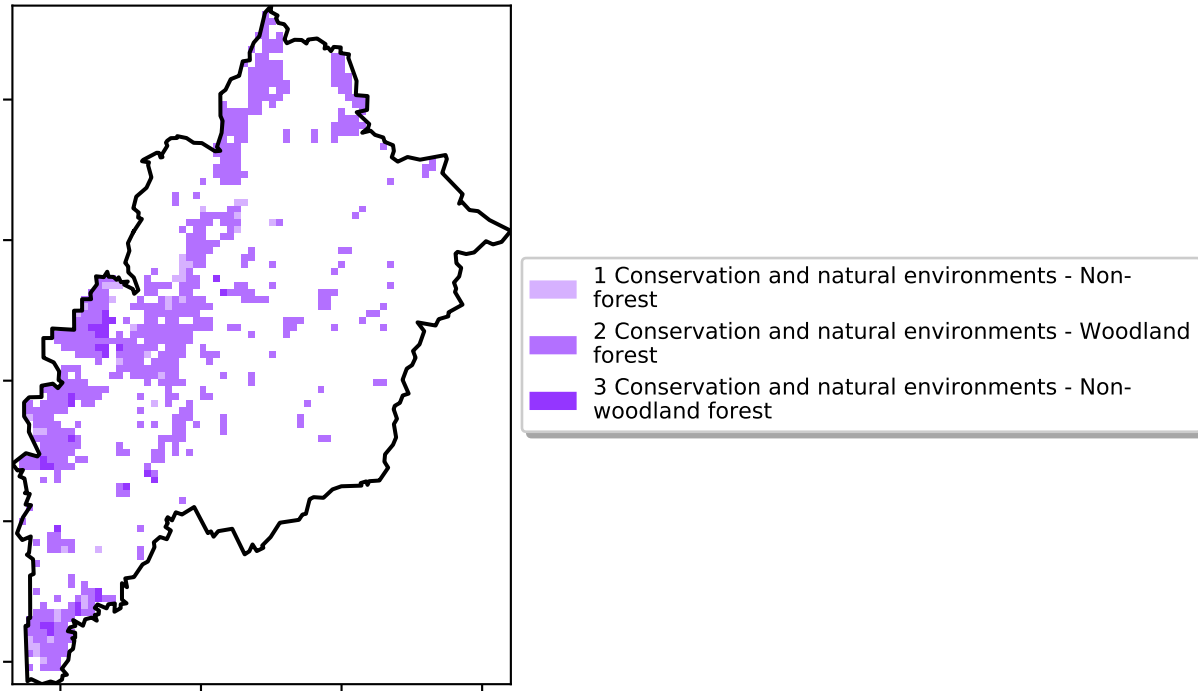 1 Conservation and natural environments - Non-
forest
2 Conservation and natural environments - Woodland
forest
3 Conservation and natural environments - Non-
woodland forest